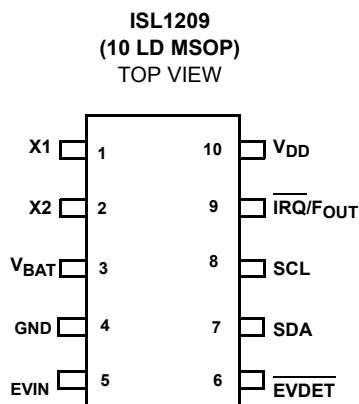 ISL1209
(10 LD MSOP)
TOP VIEW
X1 1 10 VDD
X2 2 9 IRQ/FOUT
VBAT 3 8 SCL
GND 4 7 SDA
EVIN 5 6 EVDET